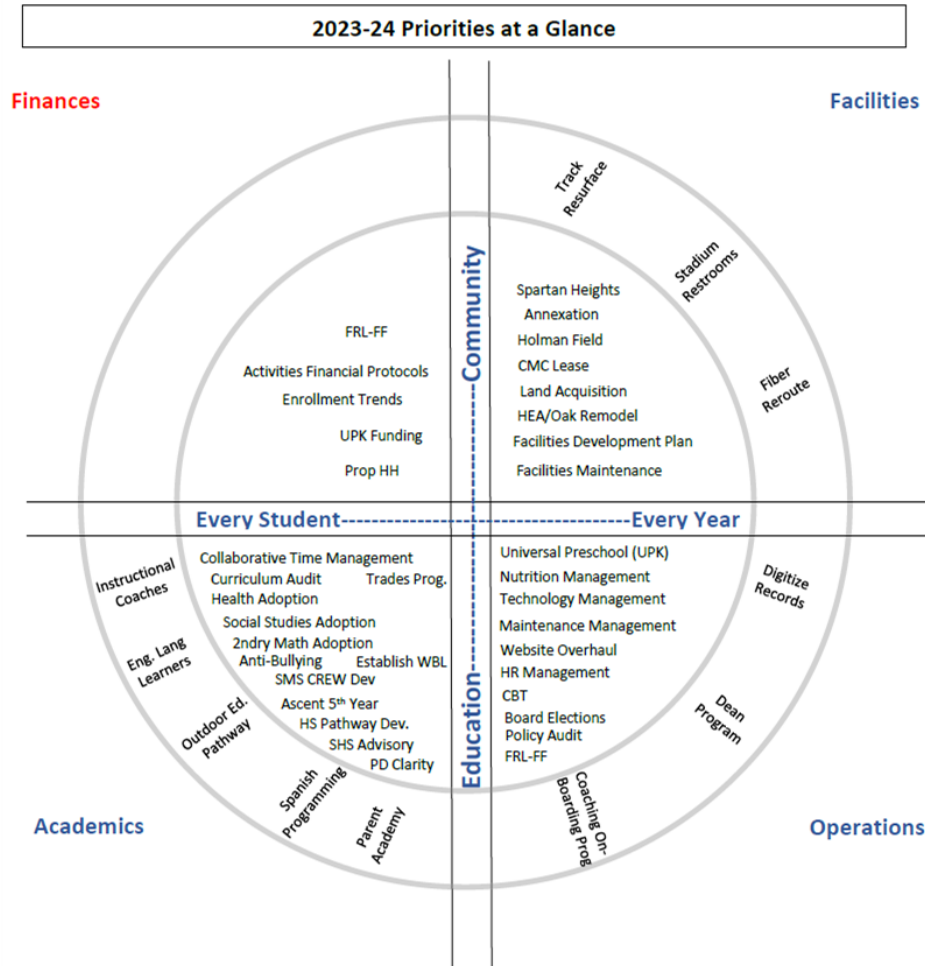 2023-24 Priorities at a Glance
Finances
Facilities
Track
Resurface
Stadium
Restrooms
Fiber
Reroute
Community
FRL-FF
Activities Financial Protocols
Enrollment Trends
UPK Funding
Prop HH
Spartan Heights
Annexation
Holman Field
CMC Lease
Land Acquisition
HEA/Oak Remodel
Facilities Development Plan
Facilities Maintenance
Every Student
Every Year
Education
Collaborative Time Management
Curriculum Audit
Trades Prog.
Health Adoption
Social Studies Adoption
2ndry Math Adoption
Anti-Bullying
Establish WBL
SMS CREW Dev
Ascent 5th Year
HS Pathway Dev.
SHS Advisory
PD Clarity
Universal Preschool (UPK)
Nutrition Management
Technology Management
Maintenance Management
Website Overhaul
HR Management
CBT
Board Elections
Policy Audit
FRL-FF
Instructional
Coaches
Eng. Lang
Learners
Outdoor Ed.
Pathway
Spanish
Programming
Parent
Academy
Coaching On-
Boarding Prog
Dean
Program
Digitize
Records
Academics
Operations